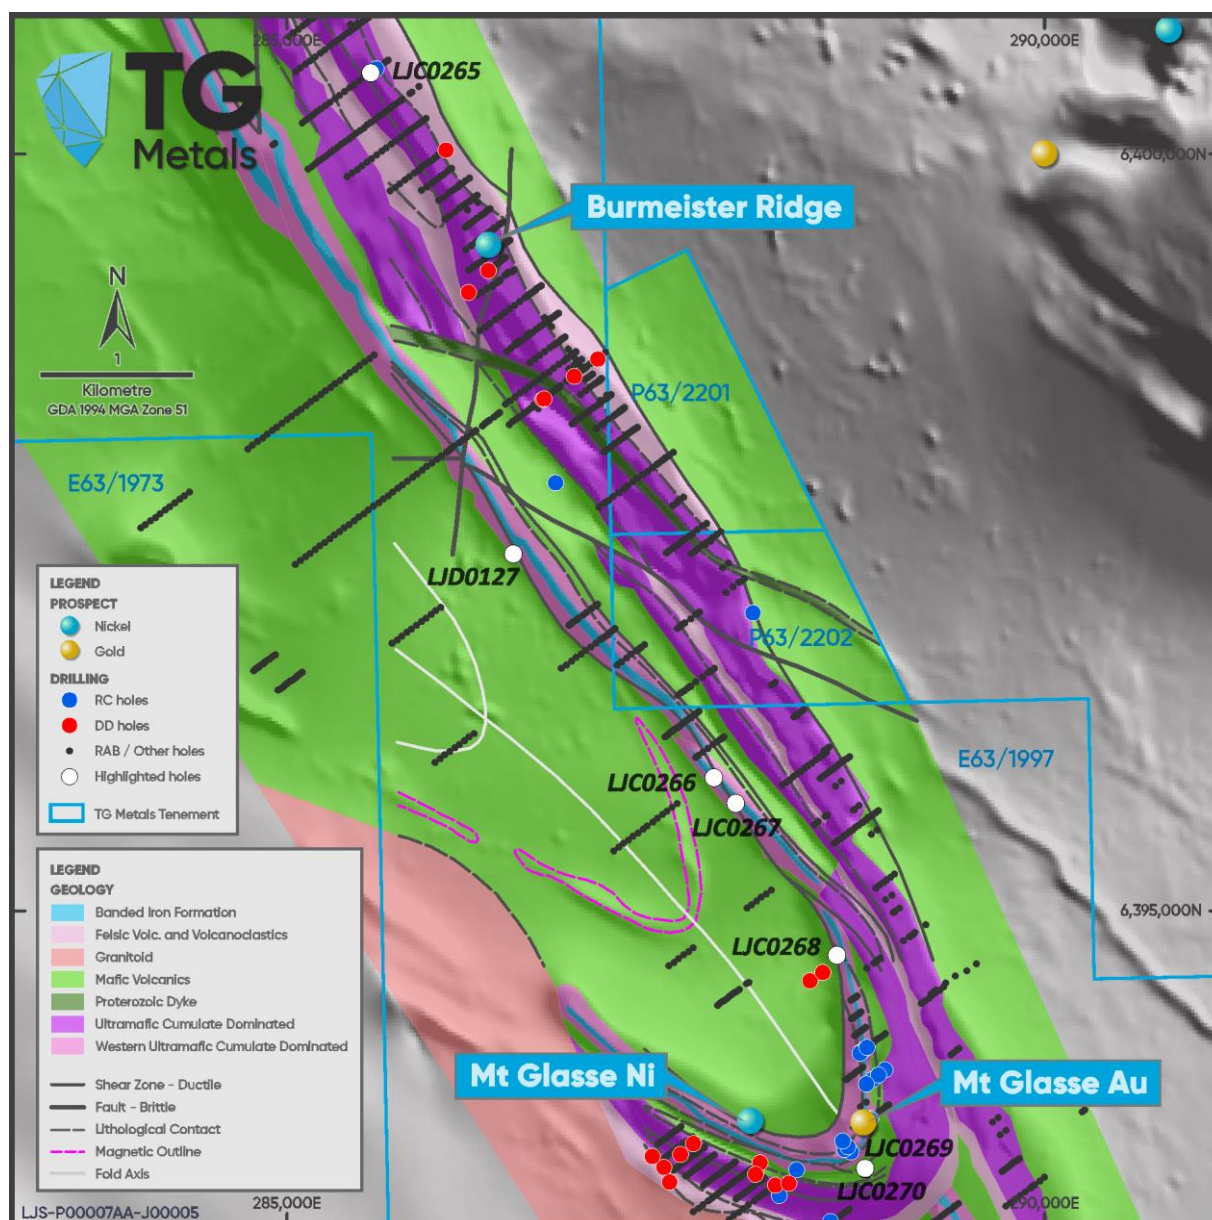 285,000E
290,000E
TG
Metals
LJC0265
6,400,000N
Burmeister Ridge
N
1
Kilometre
GDA 1994 MGA Zone 51
P63/2201
E63/1973
LJD0127
LEGEND
PROSPECT
Nickel
Gold
DRILLING
RC holes
DD holes
RAB / Other holes
Highlighted holes
TG Metals Tenement
P63/2202
E63/1997
LJC0266
LJC0267
LEGEND
GEOLOGY
Banded Iron Formation
Felsic Volc. and Volcanoclastics
Granitoid
Mafic Volcanics
Proterozoic Dyke
Ultramafic Cumulate Dominated
Western Ultramafic Cumulate Dominated
Shear Zone - Ductile
Fault - Brittle
Lithological Contact
Magnetic Outline
Fold Axis
6,395,000N
LJC0268
Mt Glasse Ni
Mt Glasse Au
LJC0269
LJC0270
LJS-P00007AA-J00005
285,000E
290,000E